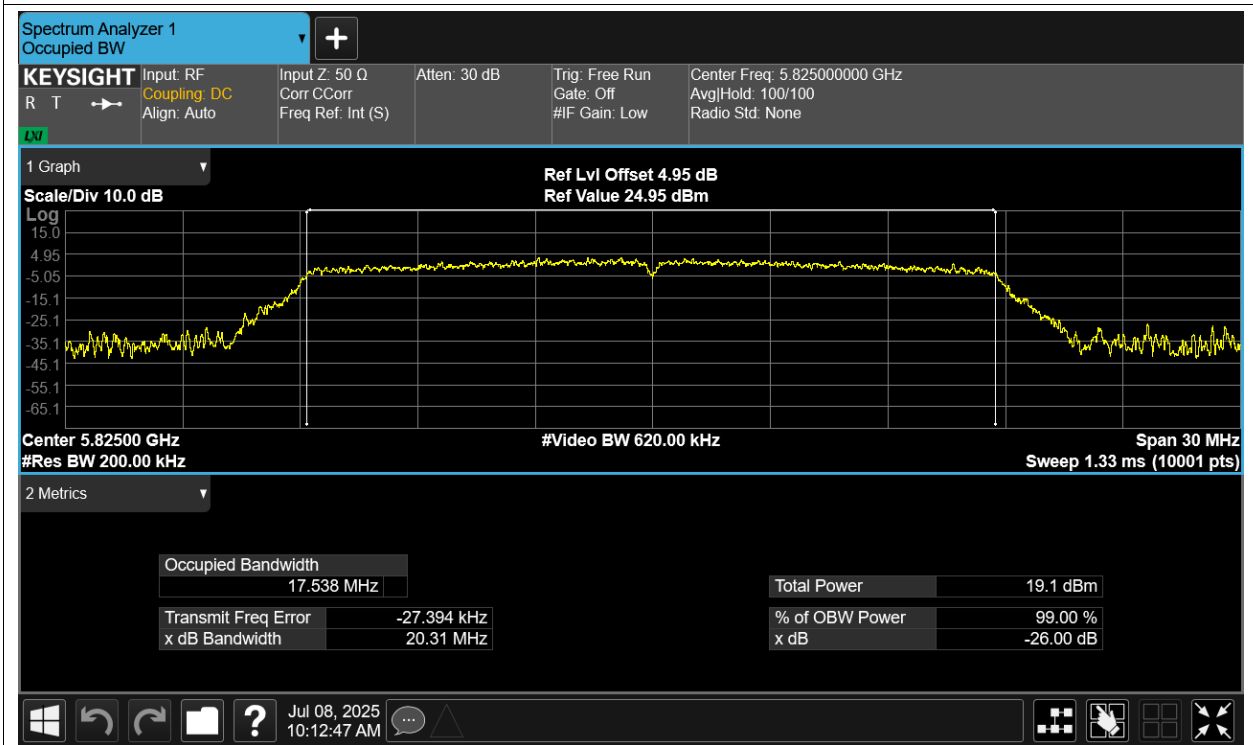 Spectrum Analyzer 1
Occupied BW
KEYSIGHT
R T
LXI
Input: RF
Coupling: DC
Align: Auto
Input Z: 50 Ω
Corr CCorr
Freq Ref: Int (S)
Atten: 30 dB
Trig: Free Run
Gate: Off
#IF Gain: Low
Center Freq: 5.825000000 GHz
Avg|Hold: 100/100
Radio Std: None
1 Graph
Scale/Div 10.0 dB
Ref Lvl Offset 4.95 dB
Ref Value 24.95 dBm
Log
15.0
4.95
-5.05
-15.1
-25.1
-35.1
-45.1
-55.1
-65.1
Center 5.82500 GHz
#Video BW 620.00 kHz
Span 30 MHz
#Res BW 200.00 kHz
Sweep 1.33 ms (10001 pts)
2 Metrics
Occupied Bandwidth
17.538 MHz
Total Power 19.1 dBm
Transmit Freq Error -27.394 kHz
% of OBW Power 99.00 %
x dB Bandwidth 20.31 MHz
x dB -26.00 dB
?
Jul 08, 2025
10:12:47 AM